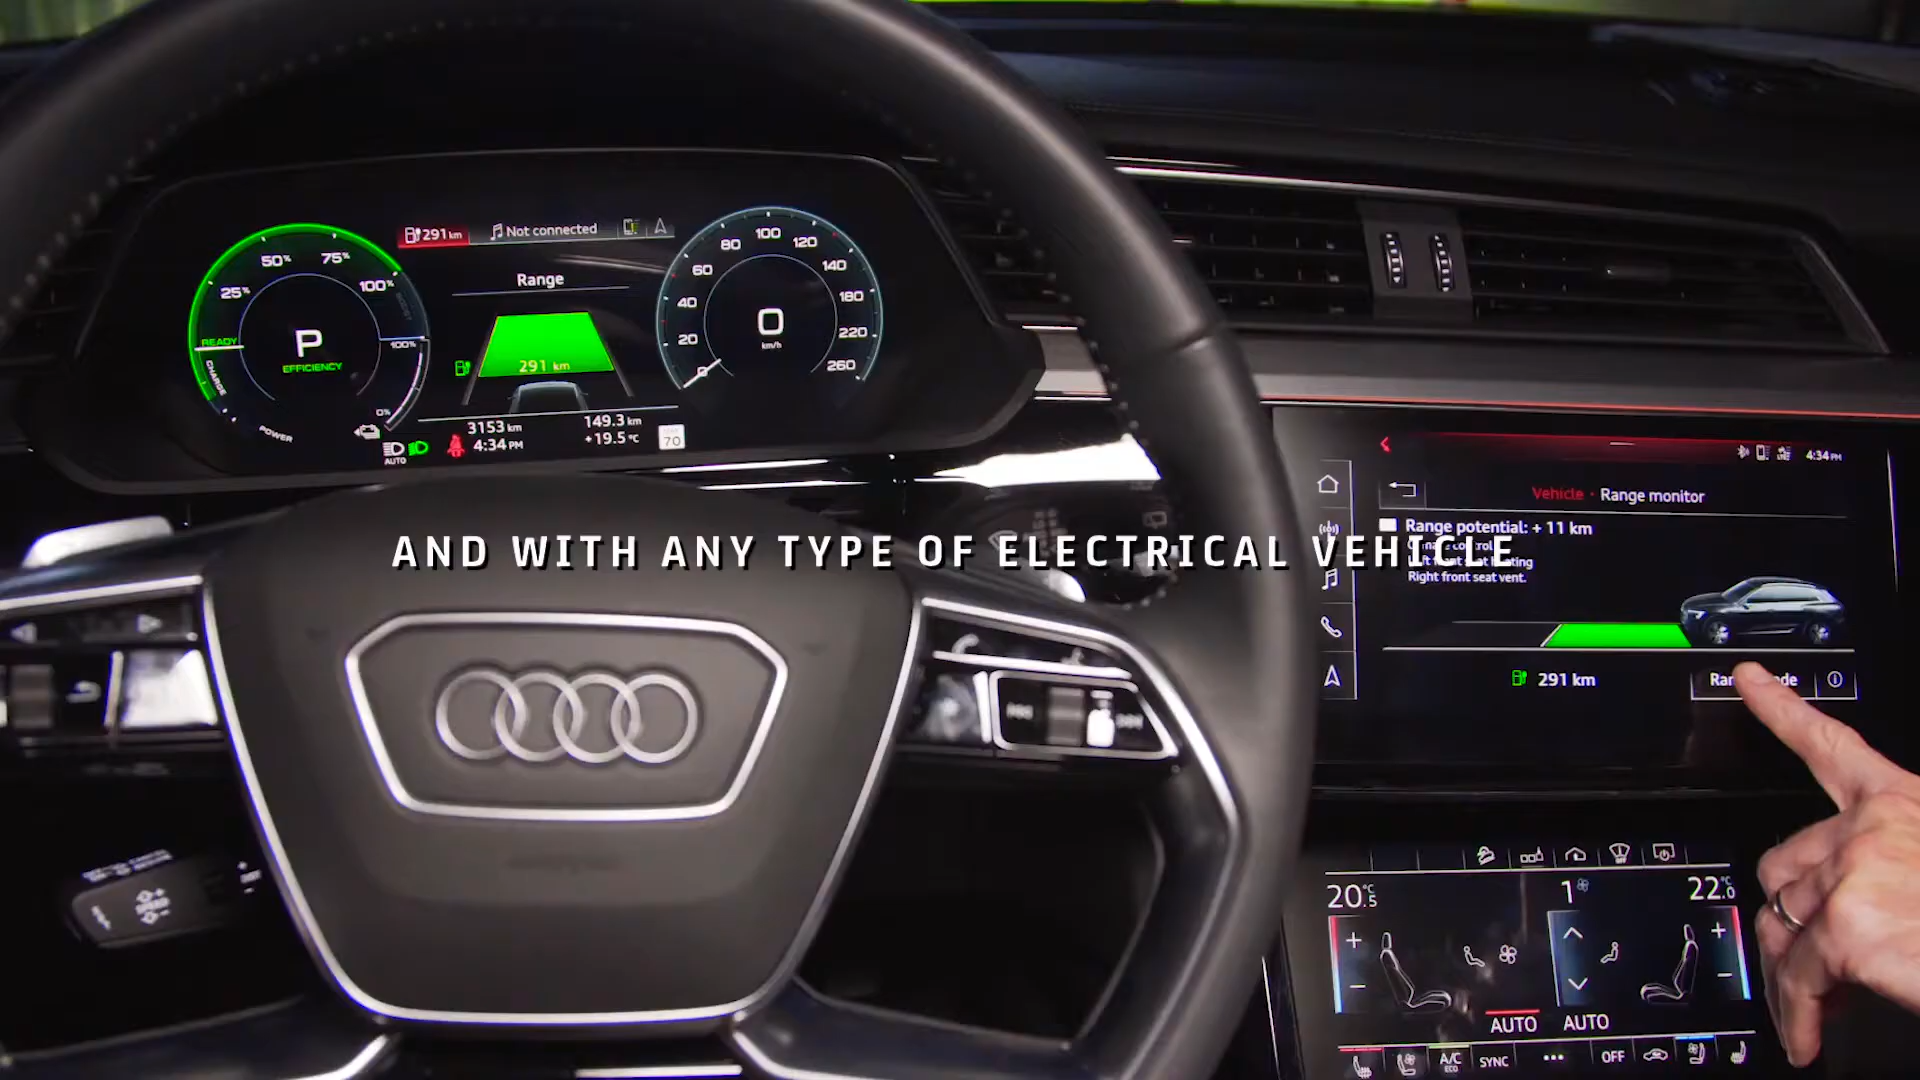 291 km
Not connected
Range
25%
50%
75%
100%
READY
CHARGE
POWER
P
EFFICIENCY
100%
0%
291 km
0
20
40
60
80
100
120
140
180
220
260
0
km/h
3153 km
149.3 km
4:34 PM
+19.5 °C
70
AUTO
AND WITH ANY TYPE OF ELECTRICAL VEHICLE
4:34 PM
Vehicle · Range monitor
Range potential: + 11 km
Right front seat vent.
291 km
20.5 °C
1
22.0 °C
AUTO
AUTO
A/C
ECO
SYNC
OFF